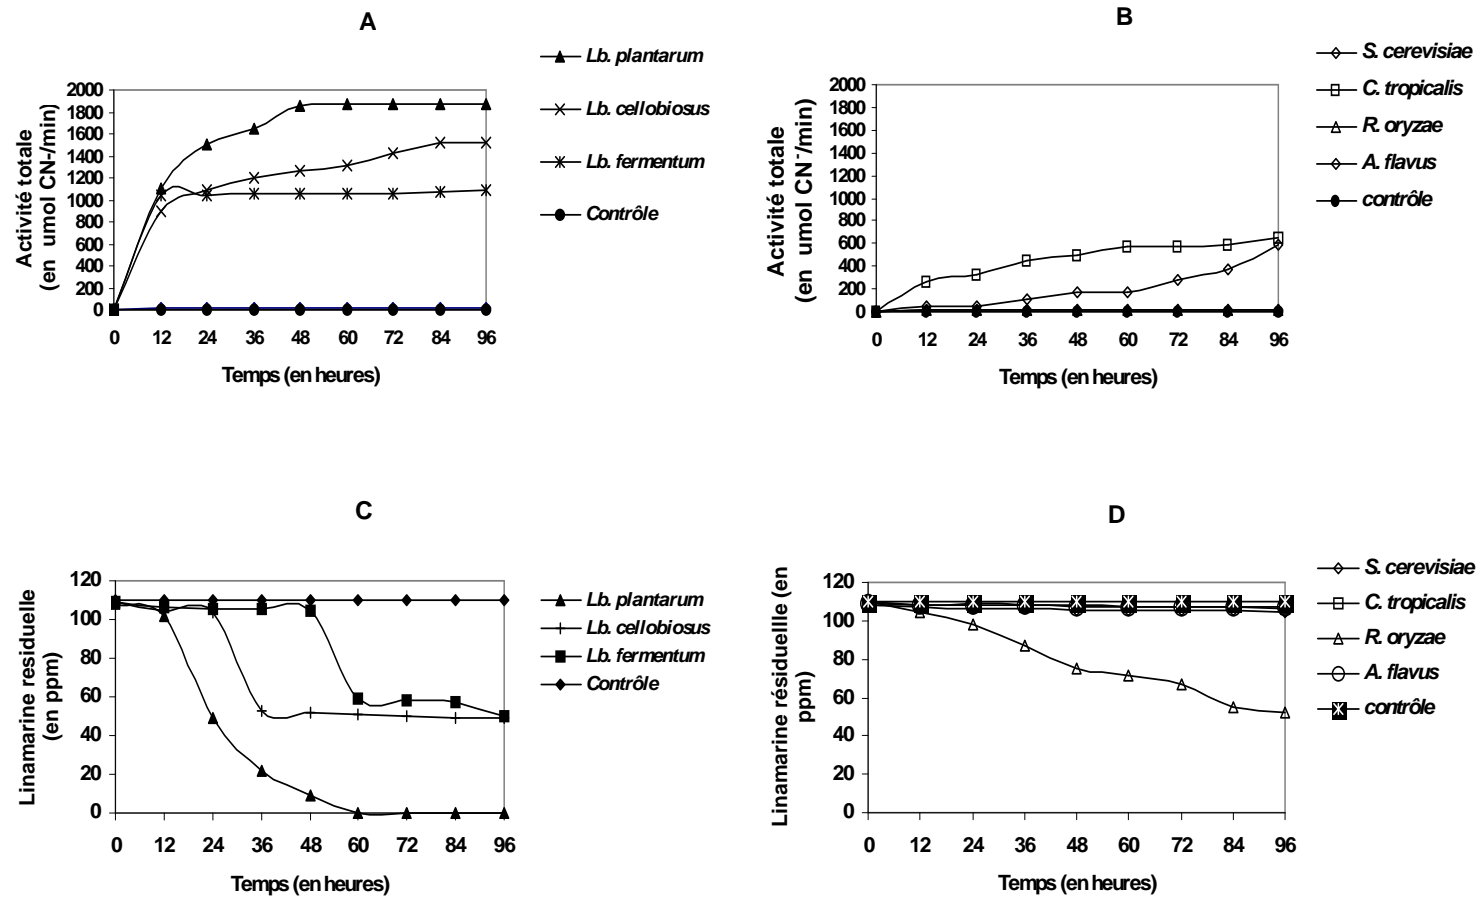 A
Lb. plantarum
Lb. cellobiosus
Lb. fermentum
Contrôle
Activité totale
(en umol CN-/min)
2000
1800
1600
1400
1200
1000
800
600
400
200
0
0 12 24 36 48 60 72 84 96
Temps (en heures)
B
S. cerevisiae
C. tropicalis
R. oryzae
A. flavus
contrôle
Activité totale
(en umol CN⁻/min)
2000
1800
1600
1400
1200
1000
800
600
400
200
0
0 12 24 36 48 60 72 84 96
Temps (en heures)
C
Lb. plantarum
Lb. cellobiosus
Lb. fermentum
Contrôle
Linamarine residuelle
(en ppm)
120
100
80
60
40
20
0
0 12 24 36 48 60 72 84 96
Temps (en heures)
D
S. cerevisiae
C. tropicalis
R. oryzae
A. flavus
contrôle
Linamarine résiduellle (en
ppm)
120
100
80
60
40
20
0
0 12 24 36 48 60 72 84 96
Temps (en heures)